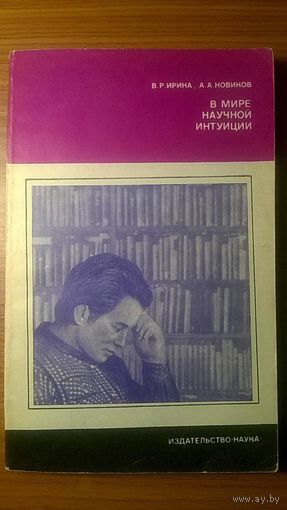 В.Р.ИРИНА, А.А.НОВИКОВ
В МИРЕ
НАУЧНОЙ
ИНТУИЦИИ
ИЗДАТЕЛЬСТВО·НАУКА·
www.ay.by